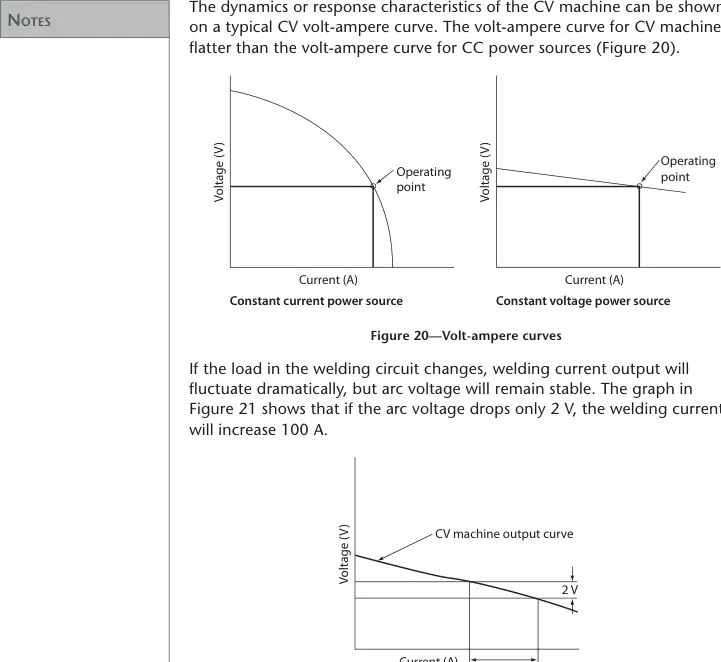 NOTES
The dynamics or response characteristics of the CV machine can be shown
on a typical CV volt-ampere curve. The volt-ampere curve for CV machine
flatter than the volt-ampere curve for CC power sources (Figure 20).
Voltage (V)
Operating
point
Current (A)
Constant current power source
Voltage (V)
Operating
point
Current (A)
Constant voltage power source
Figure 20—Volt-ampere curves
If the load in the welding circuit changes, welding current output will
fluctuate dramatically, but arc voltage will remain stable. The graph in
Figure 21 shows that if the arc voltage drops only 2 V, the welding current
will increase 100 A.
Voltage (V)
CV machine output curve
2 V
Current (A)